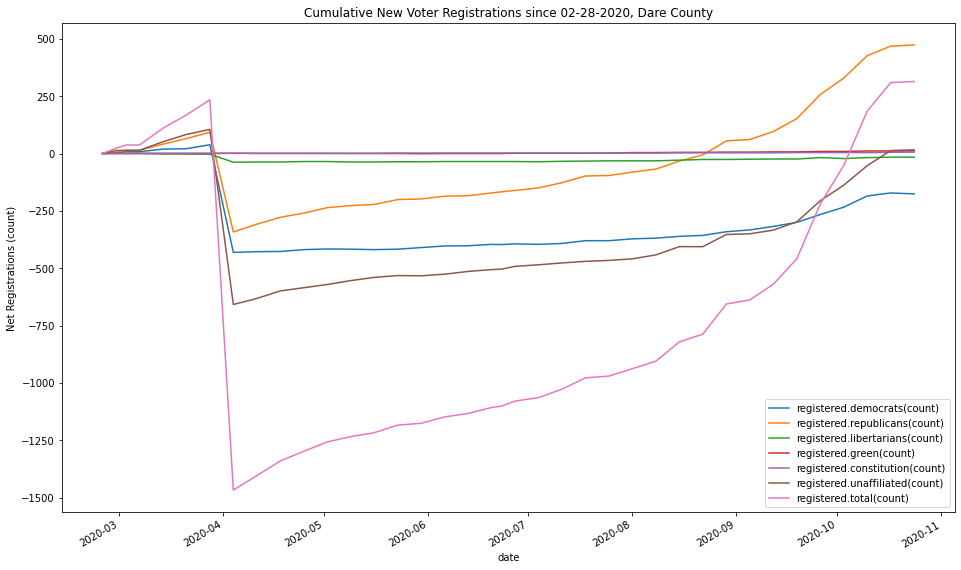 Cumulative New Voter Registrations since 02-28-2020, Dare County
500
250
0
−250
−500
−750
−1000
−1250
−1500
Net Registrations (count)
registered.democrats(count)
registered.republicans(count)
registered.libertarians(count)
registered.green(count)
registered.constitution(count)
registered.unaffiliated(count)
registered.total(count)
2020-03
2020-04
2020-05
2020-06
2020-07
2020-08
2020-09
2020-10
2020-11
date